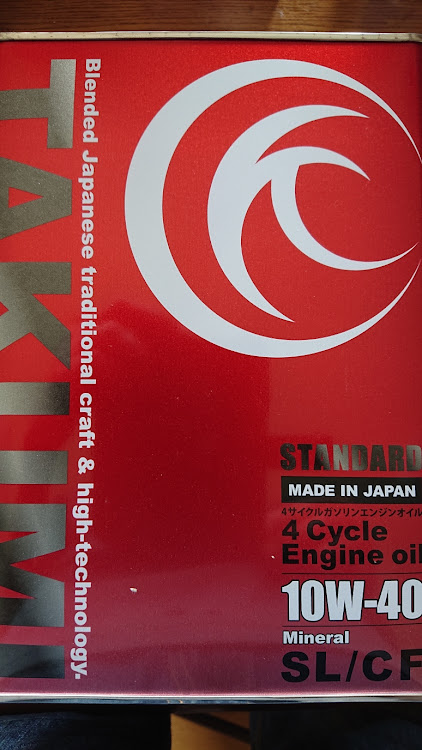 TAKUMI
Blended Japanese traditional craft & high-technology.
STANDARD
MADE IN JAPAN
4サイクルガソリンエンジンオイル
4 Cycle
Engine oil
10W-40
Mineral
SL/CF